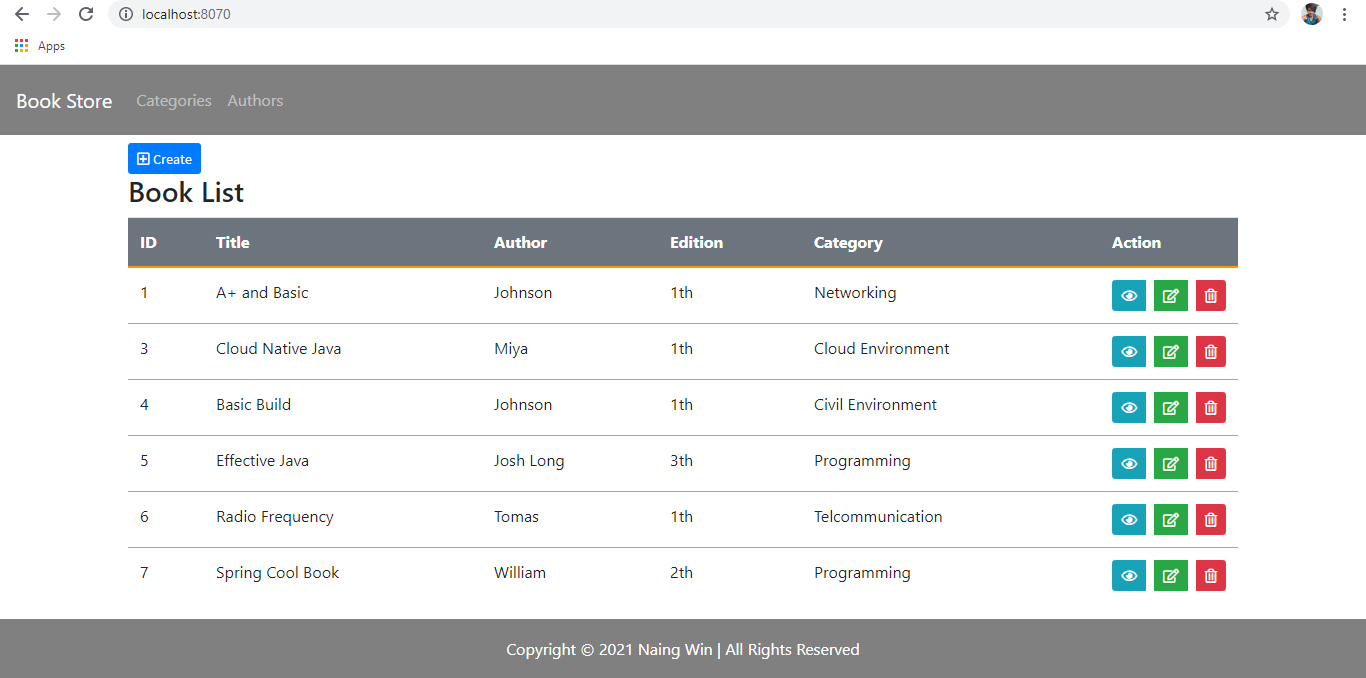 localhost:8070
Apps
Book Store Categories Authors
Create
Book List
ID Title Author Edition Category Action
1 A+ and Basic Johnson 1th Networking
3 Cloud Native Java Miya 1th Cloud Environment
4 Basic Build Johnson 1th Civil Environment
5 Effective Java Josh Long 3th Programming
6 Radio Frequency Tomas 1th Telcommunication
7 Spring Cool Book William 2th Programming
Copyright © 2021 Naing Win | All Rights Reserved